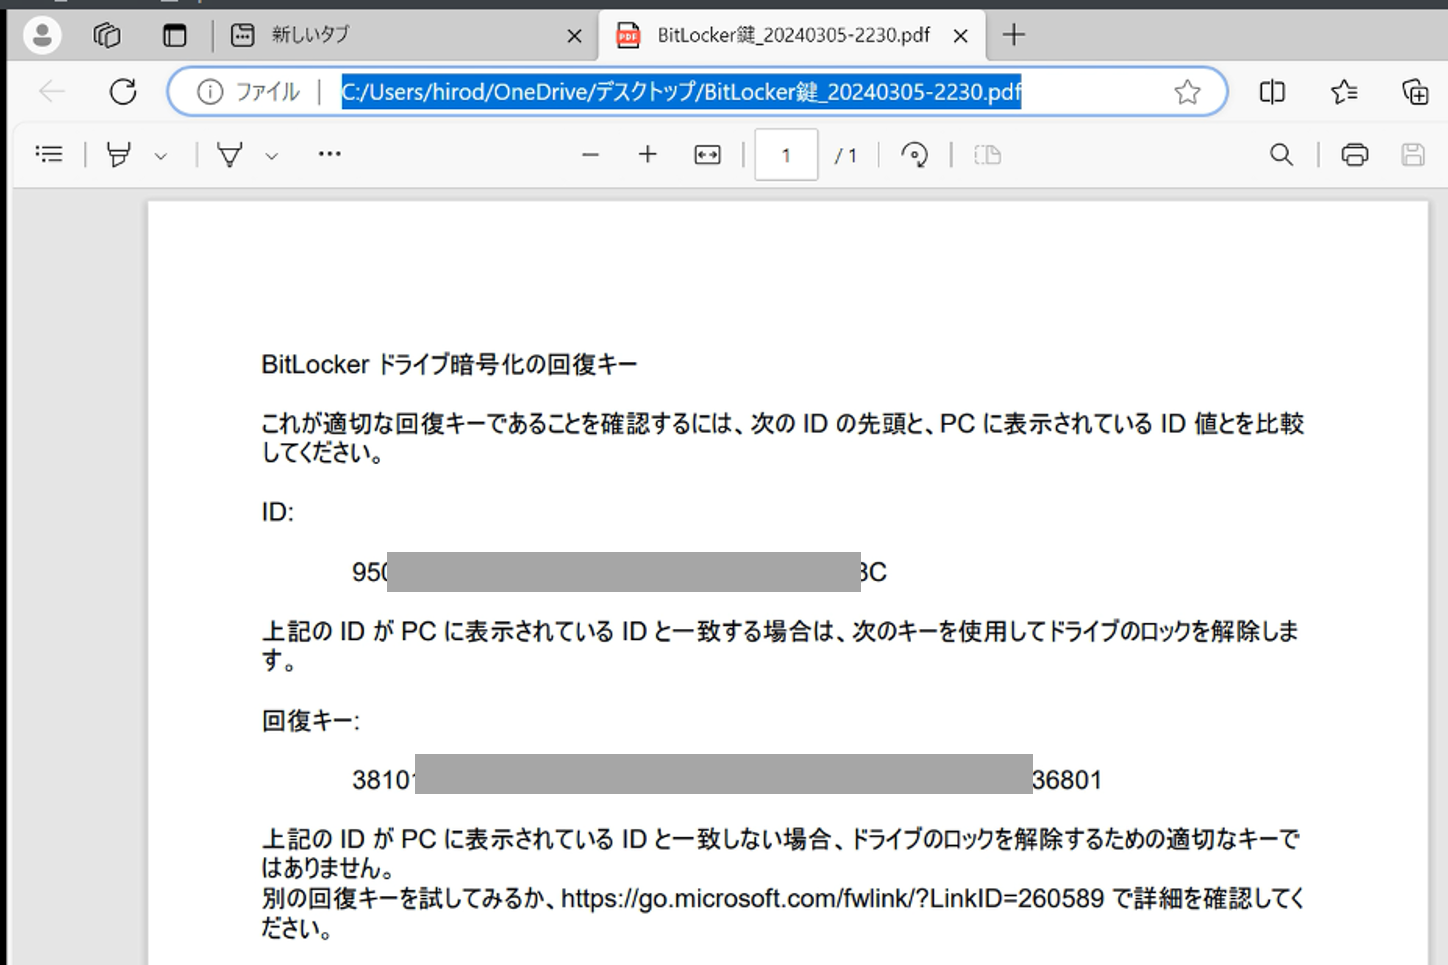 新しいタブ
BitLocker鍵_20240305-2230.pdf
ファイル
C:/Users/hirod/OneDrive/デスクトップ/BitLocker鍵_20240305-2230.pdf
1 / 1
BitLocker ドライブ暗号化の回復キー
これが適切な回復キーであることを確認するには、次の ID の先頭と、PC に表示されている ID 値とを比較
してください。
ID:
950 3C
上記の ID が PC に表示されている ID と一致する場合は、次のキーを使用してドライブのロックを解除しま
す。
回復キー:
38101 36801
上記の ID が PC に表示されている ID と一致しない場合、ドライブのロックを解除するための適切なキーで
はありません。
別の回復キーを試してみるか、https://go.microsoft.com/fwlink/?LinkID=260589 で詳細を確認してく
ださい。